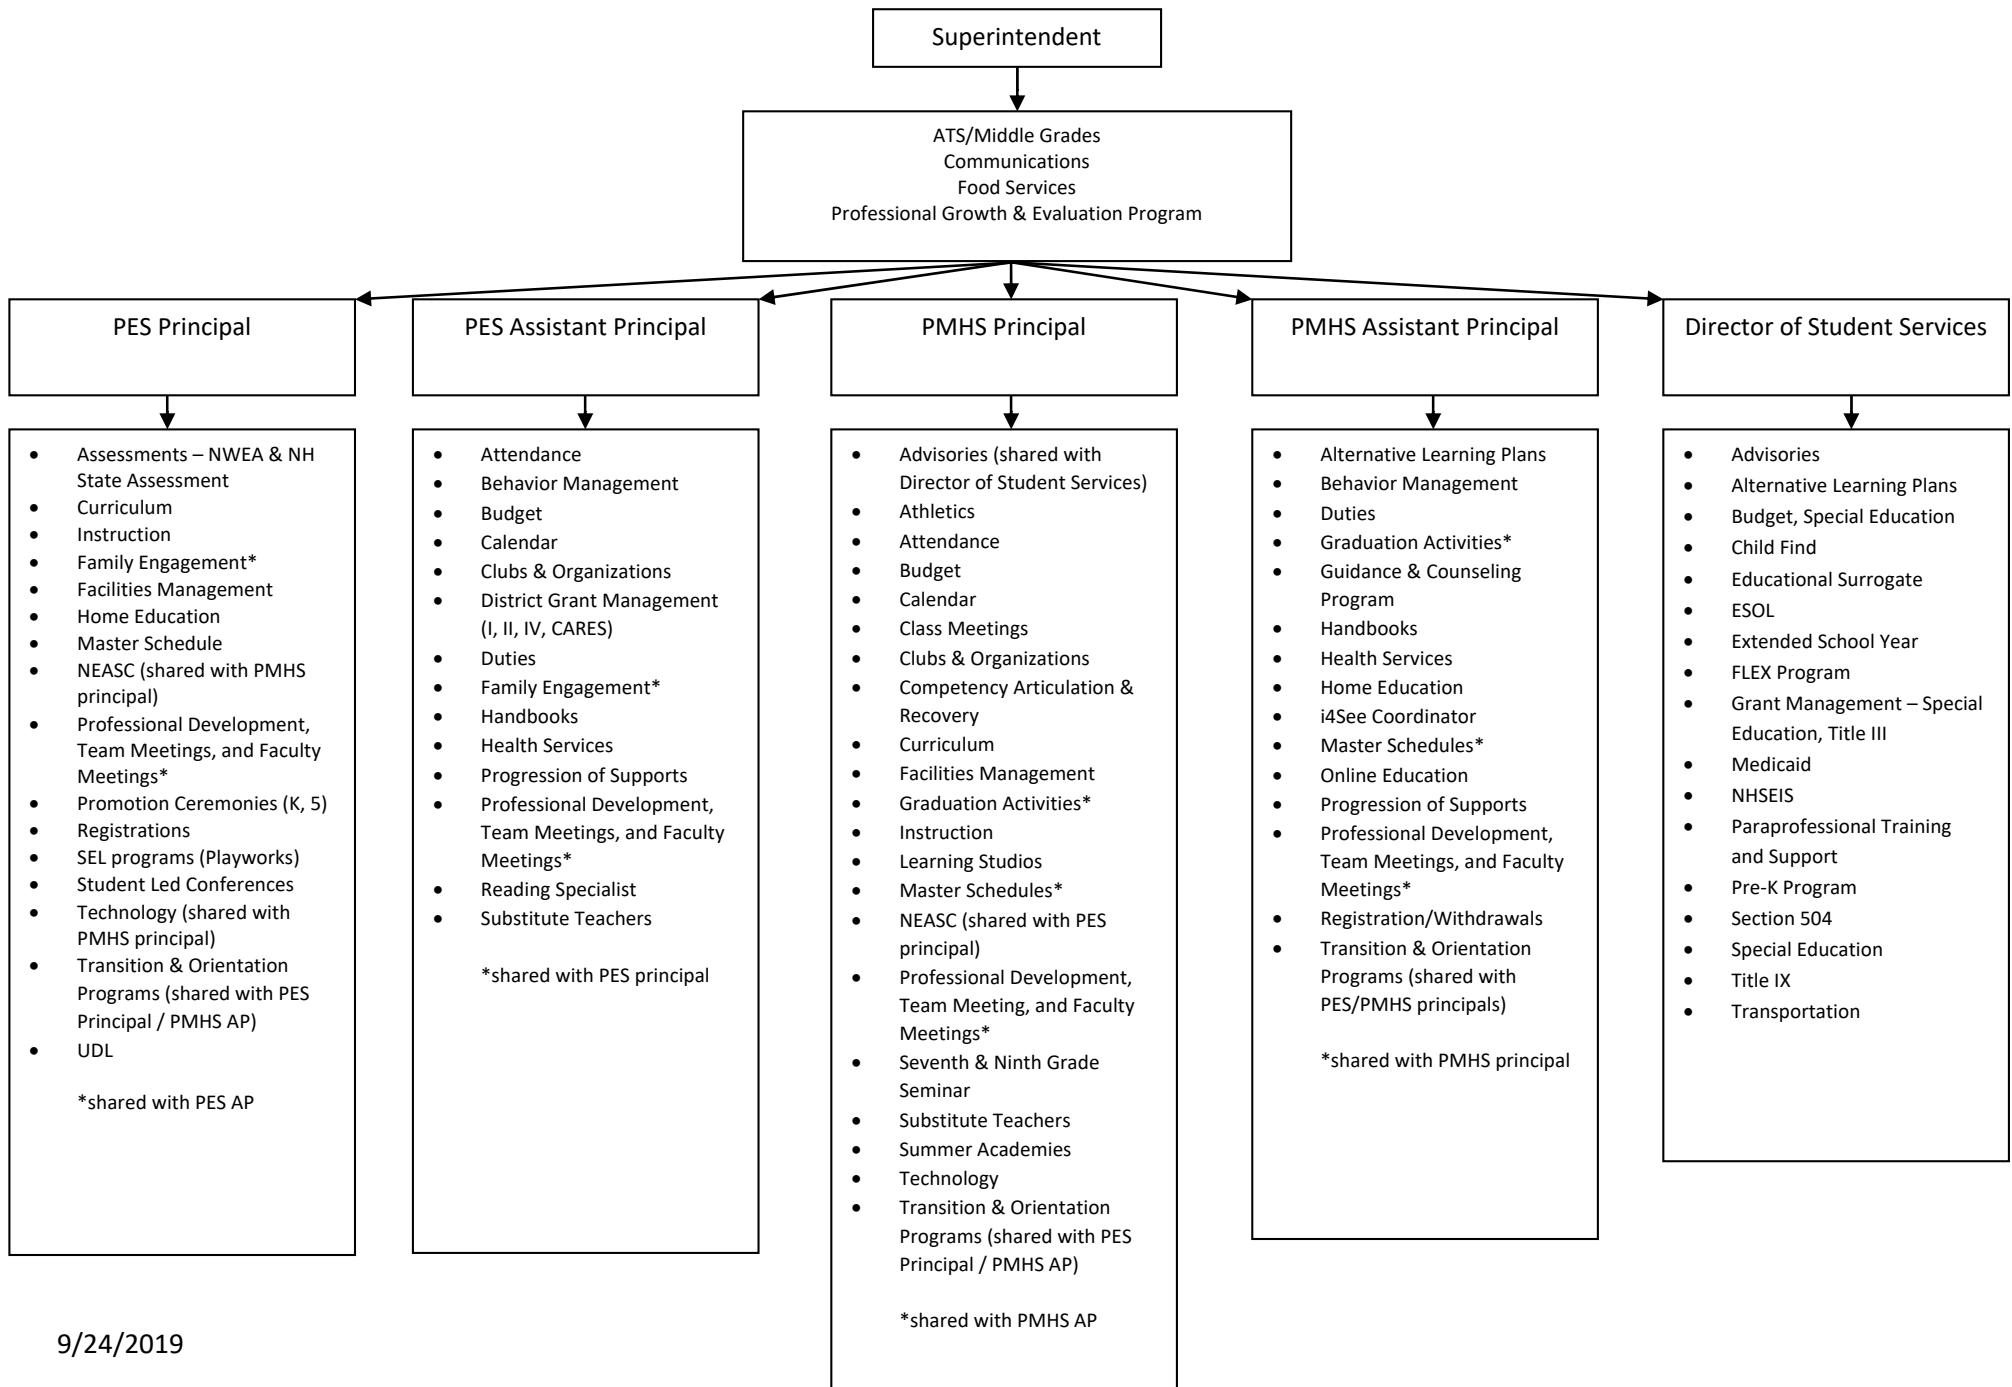 Superintendent
ATS/Middle Grades
Communications
Food Services
Professional Growth & Evaluation Program
PES Principal
PES Assistant Principal
PMHS Principal
PMHS Assistant Principal
Director of Student Services
• Assessments – NWEA & NH
State Assessment
• Curriculum
• Instruction
• Family Engagement*
• Facilities Management
• Home Education
• Master Schedule
• NEASC (shared with PMHS
principal)
• Professional Development,
Team Meetings, and Faculty
Meetings*
• Promotion Ceremonies (K, 5)
• Registrations
• SEL programs (Playworks)
• Student Led Conferences
• Technology (shared with
PMHS principal)
• Transition & Orientation
Programs (shared with PES
Principal / PMHS AP)
• UDL
*shared with PES AP
• Attendance
• Behavior Management
• Budget
• Calendar
• Clubs & Organizations
• District Grant Management
(I, II, IV, CARES)
• Duties
• Family Engagement*
• Handbooks
• Health Services
• Progression of Supports
• Professional Development,
Team Meetings, and Faculty
Meetings*
• Reading Specialist
• Substitute Teachers
*shared with PES principal
• Advisories (shared with
Director of Student Services)
• Athletics
• Attendance
• Budget
• Calendar
• Class Meetings
• Clubs & Organizations
• Competency Articulation &
Recovery
• Curriculum
• Facilities Management
• Graduation Activities*
• Instruction
• Learning Studios
• Master Schedules*
• NEASC (shared with PES
principal)
• Professional Development,
Team Meeting, and Faculty
Meetings*
• Seventh & Ninth Grade
Seminar
• Substitute Teachers
• Summer Academies
• Technology
• Transition & Orientation
Programs (shared with PES
Principal / PMHS AP)
*shared with PMHS AP
• Alternative Learning Plans
• Behavior Management
• Duties
• Graduation Activities*
• Guidance & Counseling
Program
• Handbooks
• Health Services
• Home Education
• i4See Coordinator
• Master Schedules*
• Online Education
• Progression of Supports
• Professional Development,
Team Meetings, and Faculty
Meetings*
• Registration/Withdrawals
• Transition & Orientation
Programs (shared with
PES/PMHS principals)
*shared with PMHS principal
• Advisories
• Alternative Learning Plans
• Budget, Special Education
• Child Find
• Educational Surrogate
• ESOL
• Extended School Year
• FLEX Program
• Grant Management – Special
Education, Title III
• Medicaid
• NHSEIS
• Paraprofessional Training
and Support
• Pre-K Program
• Section 504
• Special Education
• Title IX
• Transportation
9/24/2019